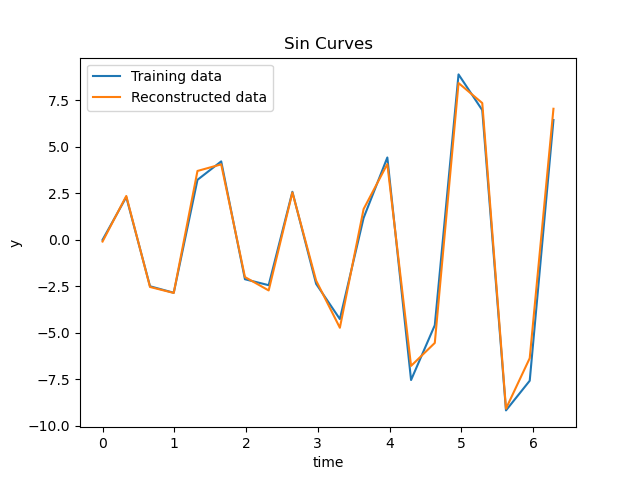 Sin Curves
Training data
Reconstructed data
7.5
5.0
2.5
0.0
−2.5
−5.0
−7.5
−10.0
y
0 1 2 3 4 5 6
time